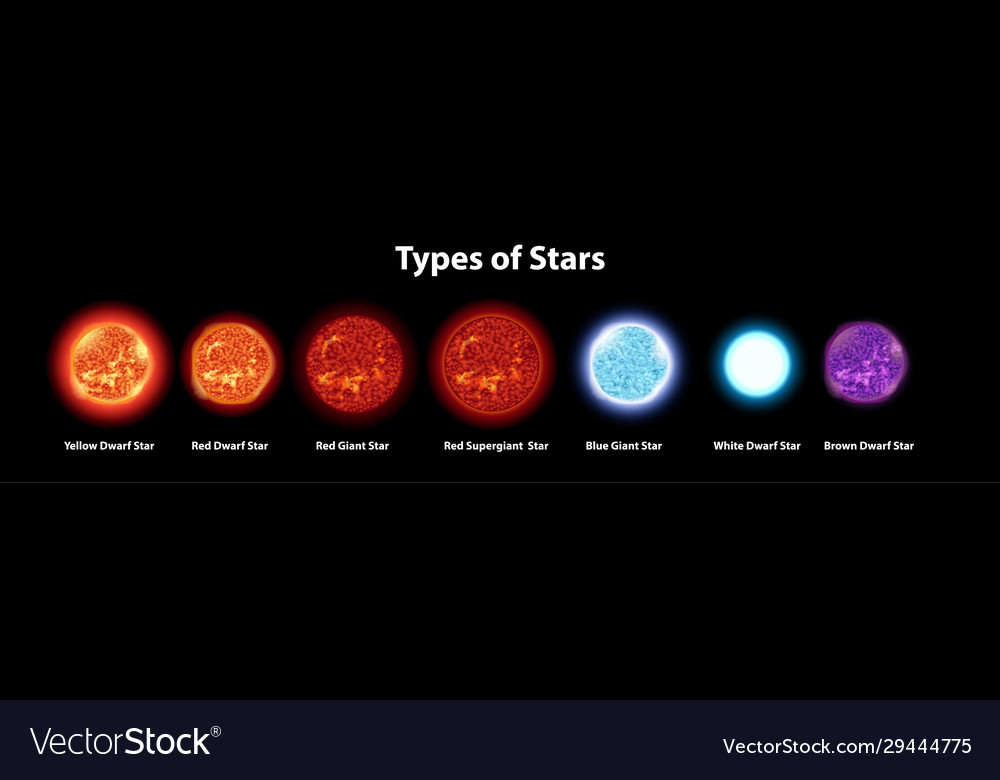 Types of Stars
Yellow Dwarf Star
Red Dwarf Star
Red Giant Star
Red Supergiant  Star
Blue Giant Star
White Dwarf Star
Brown Dwarf Star
VectorStock®
VectorStock.com/29444775